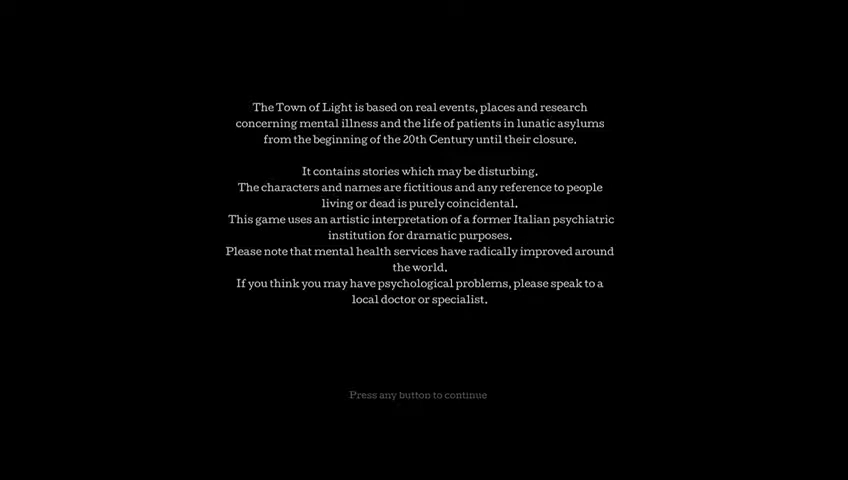 The Town of Light is based on real events, places and research
concerning mental illness and the life of patients in lunatic asylums
from the beginning of the 20th Century until their closure.
It contains stories which may be disturbing.
The characters and names are fictitious and any reference to people
living or dead is purely coincidental.
This game uses an artistic interpretation of a former Italian psychiatric
institution for dramatic purposes.
Please note that mental health services have radically improved around
the world.
If you think you may have psychological problems, please speak to a
local doctor or specialist.
Press any button to continue